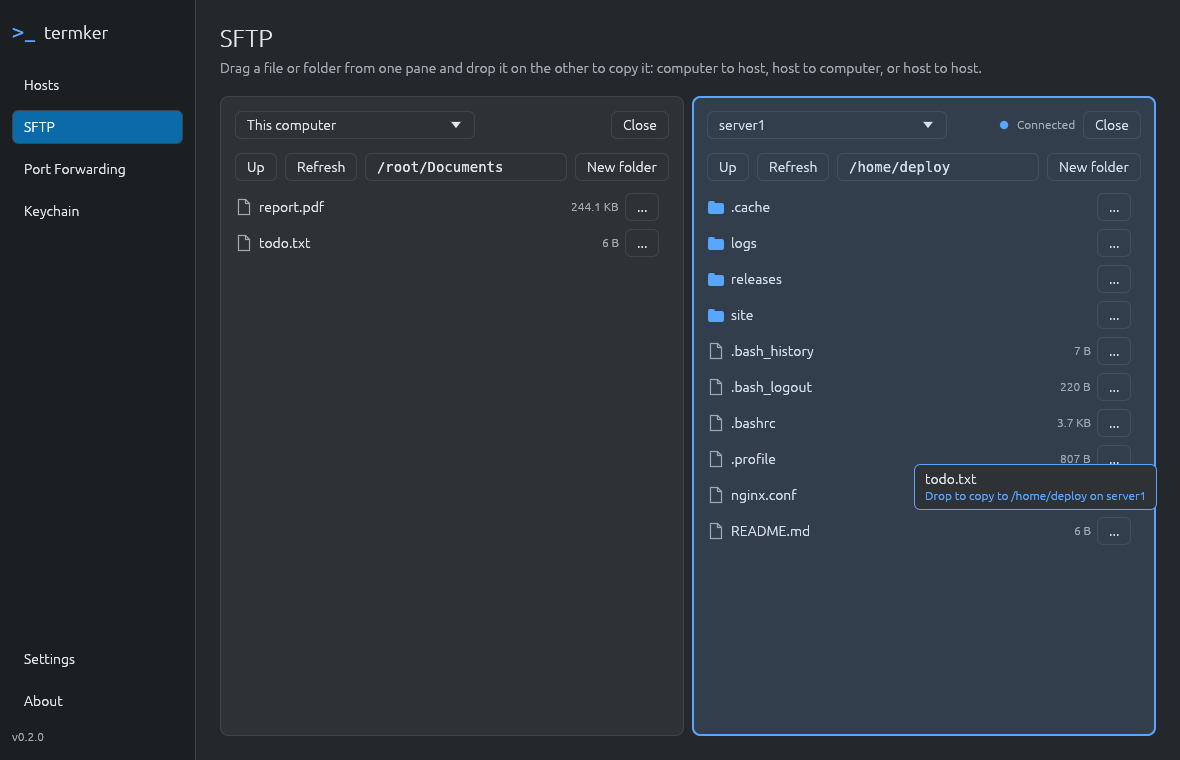 >_ termker
Hosts
SFTP
Port Forwarding
Keychain
Settings
About
v0.2.0
SFTP
Drag a file or folder from one pane and drop it on the other to copy it: computer to host, host to computer, or host to host.
This computer Close
Up Refresh /root/Documents New folder
report.pdf 244.1 KB ...
todo.txt 6 B ...
server1 Connected Close
Up Refresh /home/deploy New folder
.cache ...
logs ...
releases ...
site ...
.bash_history 7 B ...
.bash_logout 220 B ...
.bashrc 3.7 KB ...
.profile 807 B ...
nginx.conf
todo.txt
Drop to copy to /home/deploy on server1
README.md 6 B ...